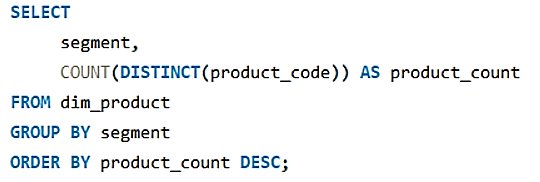 SELECT
segment,
COUNT(DISTINCT(product_code)) AS product_count
FROM dim_product
GROUP BY segment
ORDER BY product_count DESC;